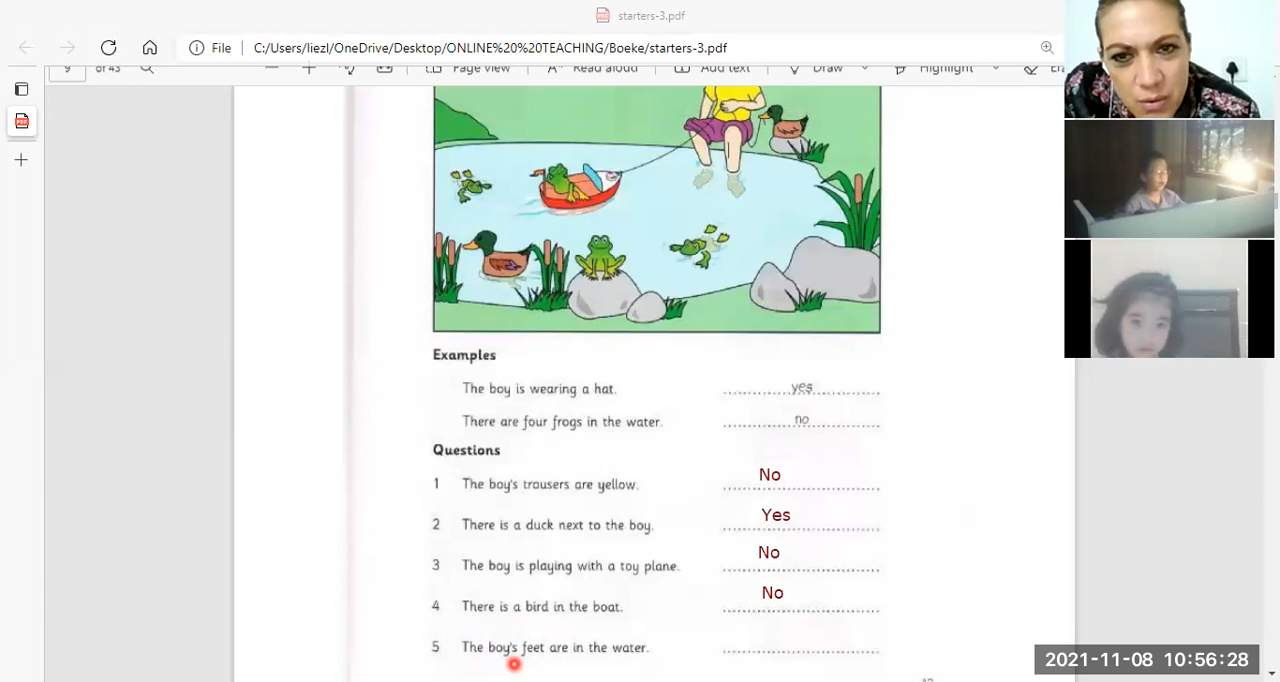 starters-3.pdf
File C:/Users/liezl/OneDrive/Desktop/ONLINE%20%20TEACHING/Boeke/starters-3.pdf
9 of 43 Page view Read aloud Add text Draw Highlight
Examples
The boy is wearing a hat. yes
There are four frogs in the water. no
Questions
1 The boy's trousers are yellow. No
2 There is a duck next to the boy. Yes
3 The boy is playing with a toy plane. No
4 There is a bird in the boat. No
5 The boy's feet are in the water.
2021-11-08 10:56:28